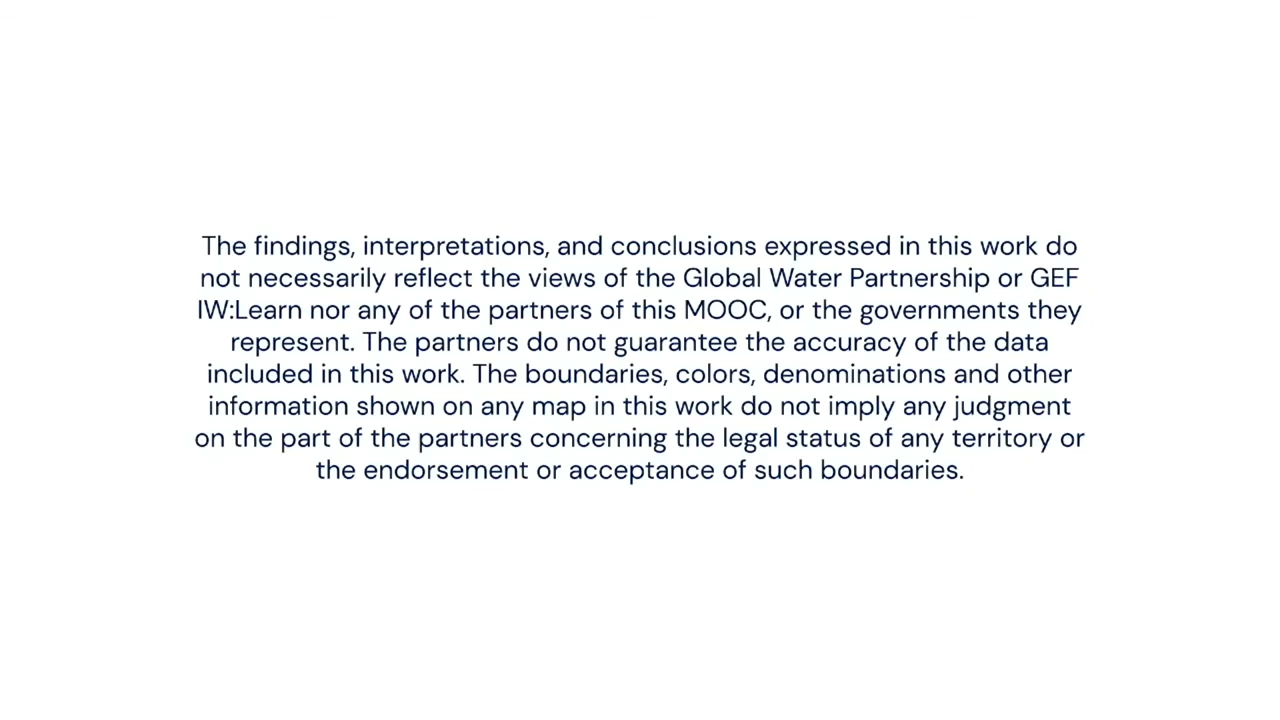 The findings, interpretations, and conclusions expressed in this work do
not necessarily reflect the views of the Global Water Partnership or GEF
IW:Learn nor any of the partners of this MOOC, or the governments they
represent. The partners do not guarantee the accuracy of the data
included in this work. The boundaries, colors, denominations and other
information shown on any map in this work do not imply any judgment
on the part of the partners concerning the legal status of any territory or
the endorsement or acceptance of such boundaries.